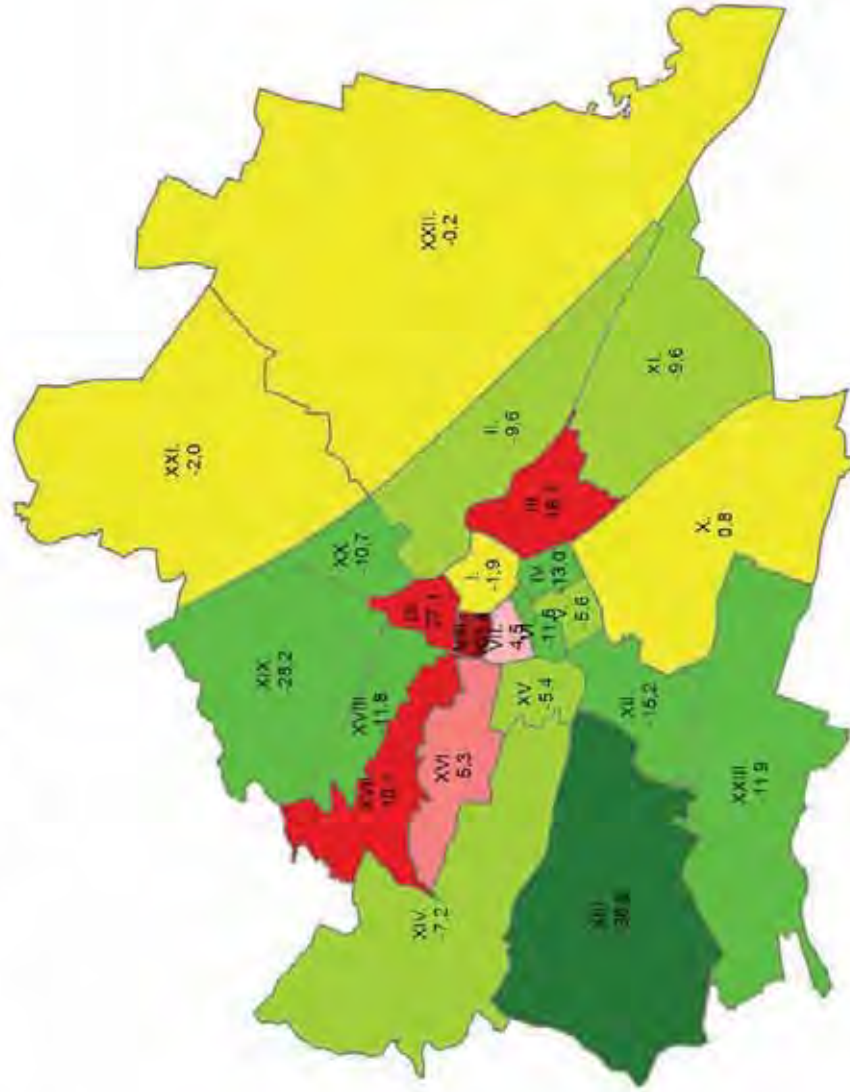 XXI.
-2,0
XIX.
-28,2
XVIII
11,8
XVII
XX.
-10,7
XIV.
-7,2
XXII.
-0,2
XVI
5,3
I.
-1,9
II.
-9,6
VII.
4,5
XV.
-5,4
VI
III
IV.
-13,0
V.
-5,6
XIII
XII.
-15,2
XI.
-9,6
X.
0,8
XXIII.
-11,9